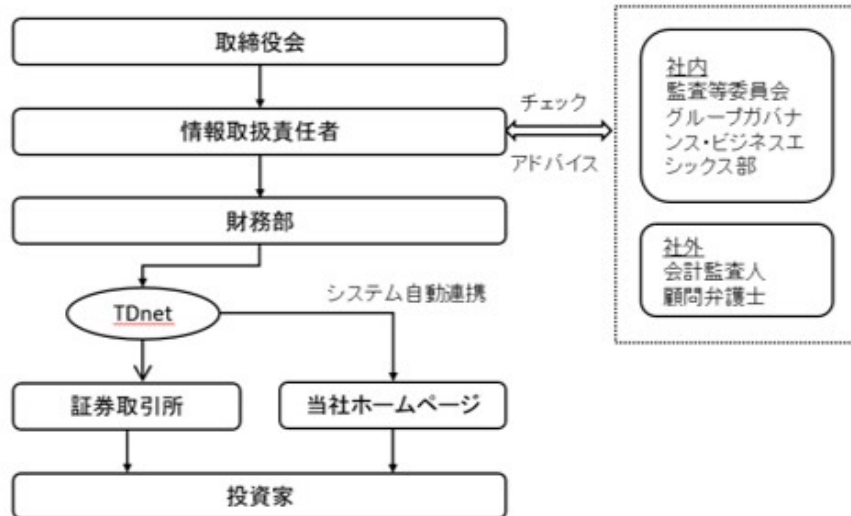 取締役会
情報取扱責任者
チェック
アドバイス
社内
監査等委員会
グループガバナ
ンス・ビジネスエ
シックス部
社外
会計監査人
顧問弁護士
財務部
システム自動連携
TDnet
証券取引所
当社ホームページ
投資家